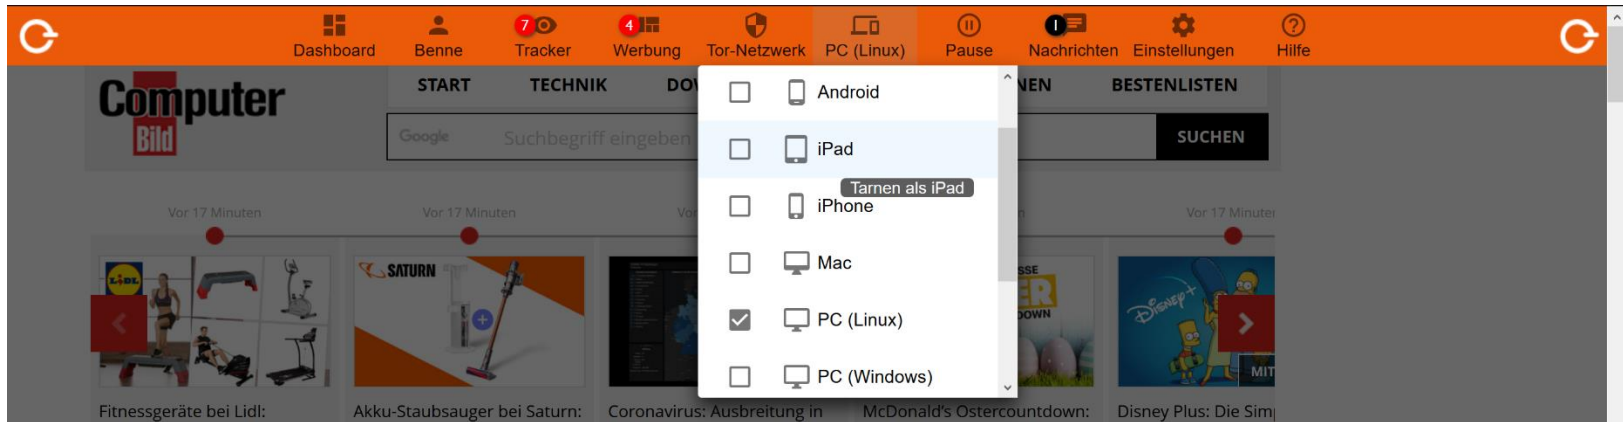 7
4
1
Dashboard
Benne
Tracker
Werbung
Tor-Netzwerk
PC (Linux)
Pause
Nachrichten
Einstellungen
Hilfe
Computer
Bild
START
TECHNIK
BESTENLISTEN
Google
Suchbegriff eingeben
SUCHEN
Android
iPad
Tarnen als iPad
iPhone
Mac
PC (Linux)
PC (Windows)
Vor 17 Minuten
Vor 17 Minuten
Vor 17 Minuten
LIDL
SATURN
DISNEP+
MIT
Fitnessgeräte bei Lidl:
Akku-Staubsauger bei Saturn:
Coronavirus: Ausbreitung in
McDonald's Ostercountdown:
Disney Plus: Die Sim